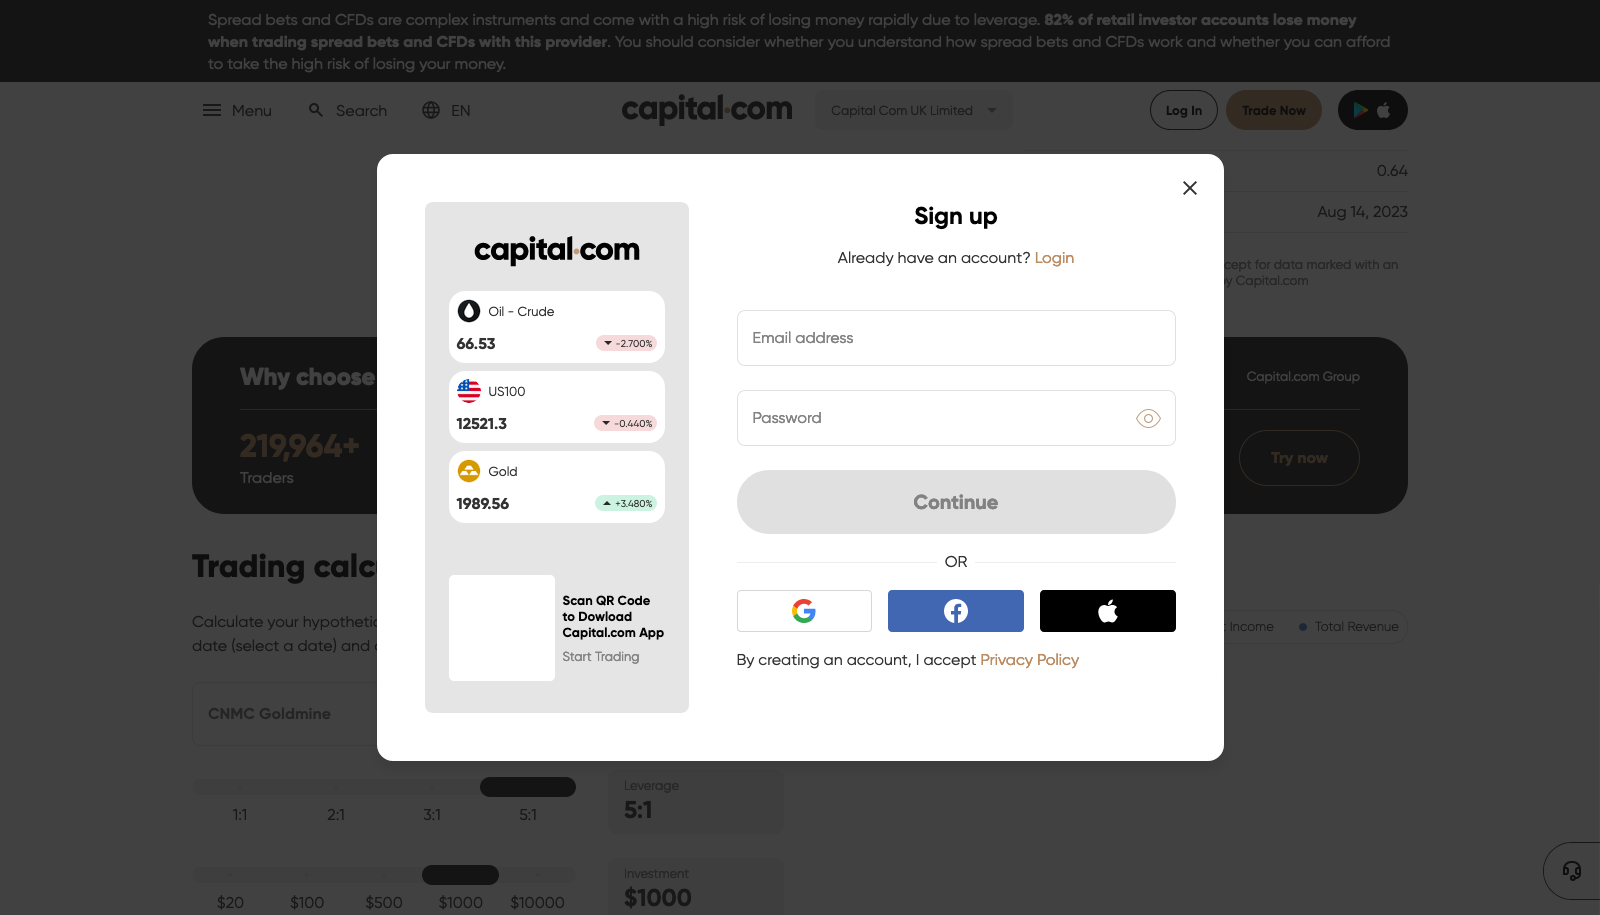 Spread bets and CFDs are complex instruments and come with a high risk of losing money rapidly due to leverage. 82% of retail investor accounts lose money
when trading spread bets and CFDs with this provider. You should consider whether you understand how spread bets and CFDs work and whether you can afford
to take the high risk of losing your money.
Menu
Search
EN
capital.com
Capital Com UK Limited
Log In
Trade Now
0.64
Aug 14, 2023
cept for data marked with an
y Capital.com
Why choose
219,964+
Traders
Capital.com Group
Try now
Sign up
Already have an account? Login
Email address
Password
Continue
OR
By creating an account, I accept Privacy Policy
capital.com
Oil - Crude
66.53
-2.700%
US100
12521.3
-0.440%
Gold
1989.56
+3.480%
Scan QR Code
to Dowload
Capital.com App
Start Trading
Trading calc
Calculate your hypothetic
date (select a date) and
t Income
Total Revenue
CNMC Goldmine
1:1
2:1
3:1
5:1
Leverage
5:1
$20
$100
$500
$1000
$10000
Investment
$1000